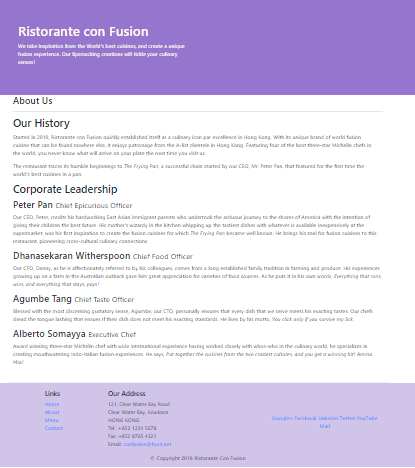 Ristorante con Fusion
We take inspiration from the World's best cuisines, and create a unique
fusion experience. Our lipsmacking creations will tickle your culinary
senses!
About Us
Our History
Started in 2010, Ristorante con Fusion quickly established itself as a culinary icon par excellence in Hong Kong. With its unique brand of world fusion
cuisine that can be found nowhere else, it enjoys patronage from the A-list clientele in Hong Kong. Featuring four of the best three-star Michelin chefs in
the world, you never know what will arrive on your plate the next time you visit us.
The restaurant traces its humble beginnings to The Frying Pan, a successful chain started by our CEO, Mr. Peter Pan, that featured for the first time the
world's best cuisines in a pan.
Corporate Leadership
Peter Pan Chief Epicurious Officer
Our CEO, Peter, credits his hardworking East Asian immigrant parents who undertook the arduous journey to the shores of America with the intention of
giving their children the best future. His mother's wizardy in the kitchen whipping up the tastiest dishes with whatever is available inexpensively at the
supermarket, was his first inspiration to create the fusion cuisines for which The Frying Pan became well known. He brings his zeal for fusion cuisines to this
restaurant, pioneering cross-cultural culinary connections.
Dhanasekaran Witherspoon Chief Food Officer
Our CFO, Danny, as he is affectionately referred to by his colleagues, comes from a long established family tradition in farming and produce. His experiences
growing up on a farm in the Australian outback gave him great appreciation for varieties of food sources. As he puts it in his own words, Everything that runs,
wins, and everything that stays, pays!
Agumbe Tang Chief Taste Officer
Blessed with the most discerning gustatory sense, Agumbe, our CTO, personally ensures that every dish that we serve meets his exacting tastes. Our chefs
dread the tongue lashing that ensues if their dish does not meet his exacting standards. He lives by his motto, You click only if you survive my lick.
Alberto Somayya Executive Chef
Award winning three-star Michelin chef with wide International experience having worked closely with whos-who in the culinary world, he specializes in
creating mouthwatering Indo-Italian fusion experiences. He says, Put together the cuisines from the two craziest cultures, and you get a winning hit! Amma
Mia!
Links
Home
About
Menu
Contact
Our Address
121, Clear Water Bay Road
Clear Water Bay, Kowloon
HONG KONG
Tel.: +852 1234 5678
Fax: +852 8765 4321
Email: confusion@food.net
Google+ Facebook LinkedIn Twitter YouTube
Mail
© Copyright 2018 Ristorante Con Fusion